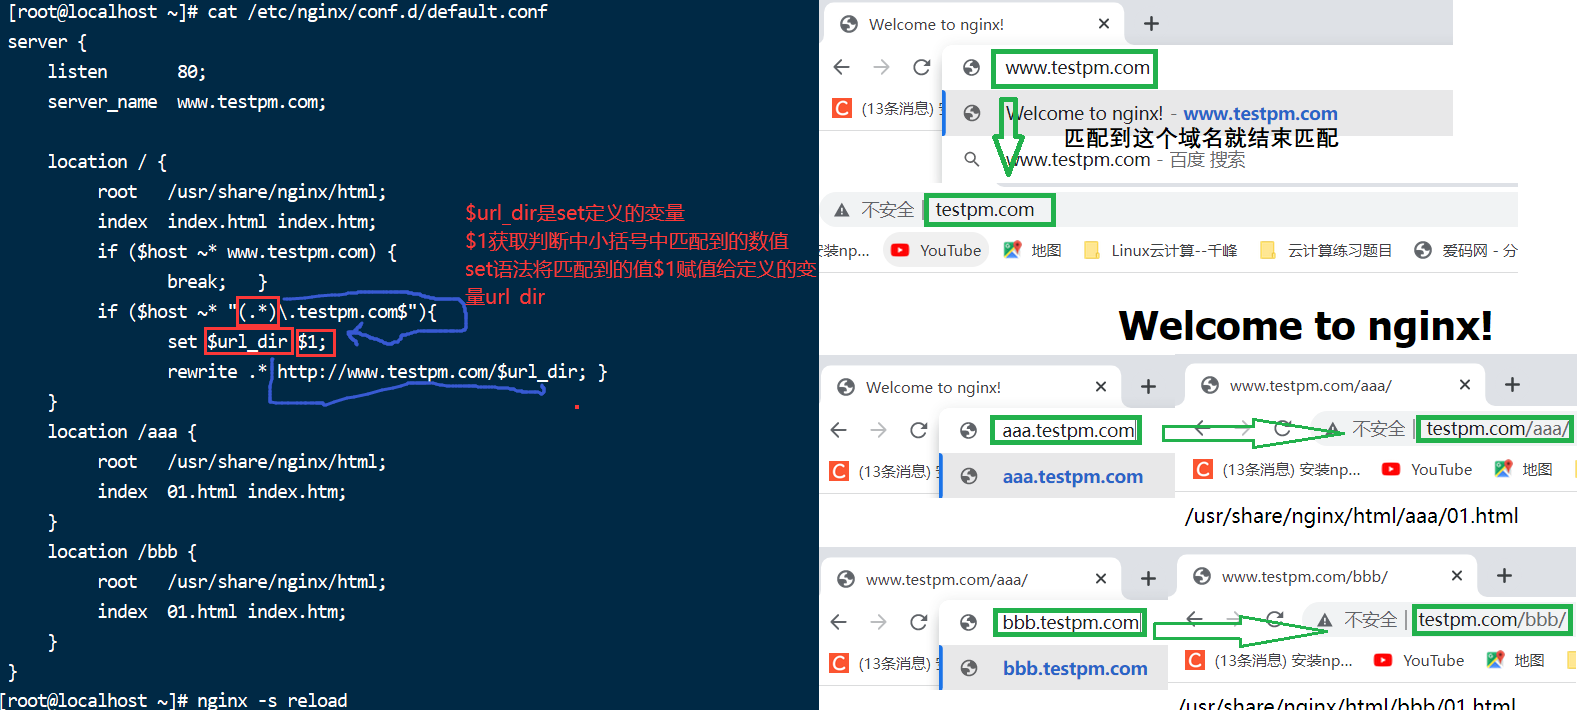 [root@localhost ~]# cat /etc/nginx/conf.d/default.conf
server {
listen 80;
server_name www.testpm.com;
location / {
root /usr/share/nginx/html;
index index.html index.htm;
if ($host ~* www.testpm.com) {
break; }
if ($host ~* "(.*)\.testpm.com$"){
set $url_dir $1;
rewrite .* http://www.testpm.com/$url_dir; }
}
location /aaa {
root /usr/share/nginx/html;
index 01.html index.htm;
}
location /bbb {
root /usr/share/nginx/html;
index 01.html index.htm;
}
}
[root@localhost ~]# nginx -s reload
$url_dir是set定义的变量
$1获取判断中小括号中匹配到的数值
set语法将匹配到的值$1赋值给定义的变
量url dir
Welcome to nginx!
www.testpm.com
C (13条消息)
Welcome to nginx! - www.testpm.com
匹配到这个域名就结束匹配
www.testpm.com - 百度 搜索
不安全 | testpm.com
安装np... YouTube 地图 Linux云计算--千峰 云计算练习题目 爱码网 - 分
Welcome to nginx!
Welcome to nginx!
aaa.testpm.com
C (13条消息)
aaa.testpm.com
www.testpm.com/aaa/
不安全 | testpm.com/aaa/
C (13条消息) 安装np... YouTube 地图
/usr/share/nginx/html/aaa/01.html
www.testpm.com/aaa/
bbb.testpm.com
C (13条消息)
bbb.testpm.com
www.testpm.com/bbb/
不安全 | testpm.com/bbb/
C (13条消息) 安装np... YouTube 地图
/usr/share/nginx/html/bbb/01.html